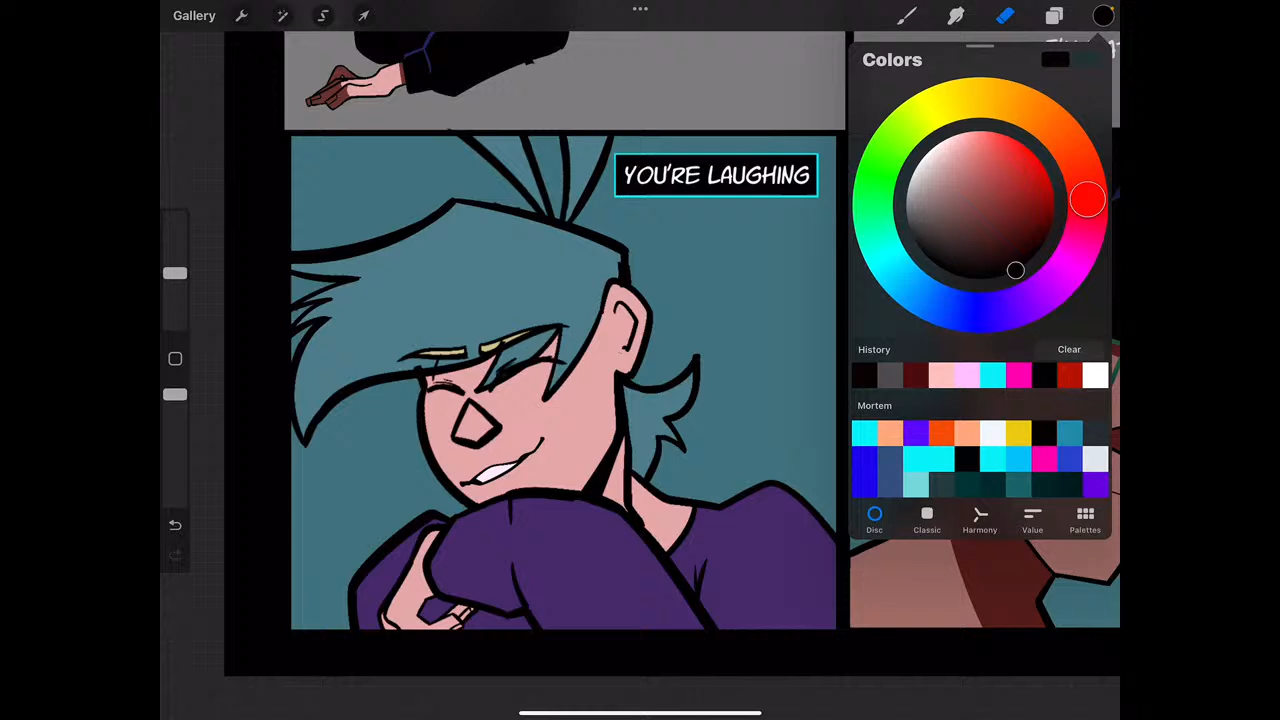 Gallery
Colors
YOU'RE LAUGHING
History
Clear
Mortem
Disc
Classic
Harmony
Value
Palettes